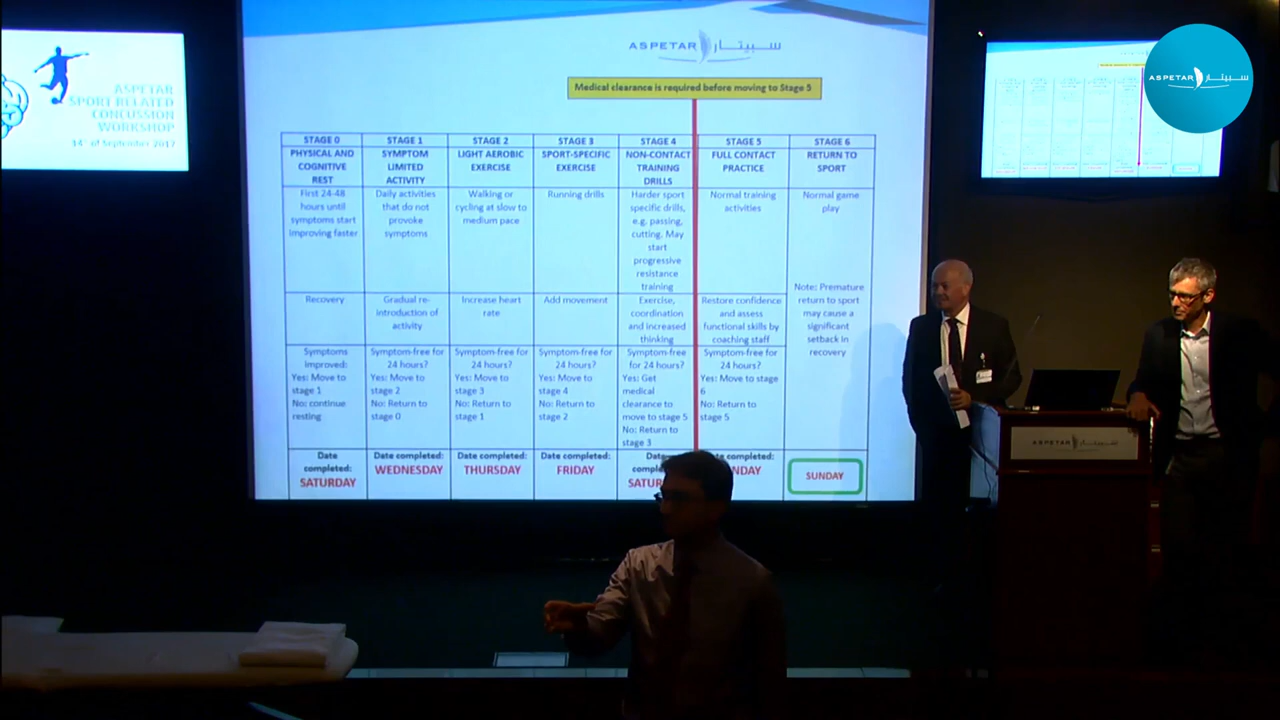 ASPETAR
SPORT RELATED
CONCUSSION
WORKSHOP
14th of September 2017
ASPETAR سبيتار
Medical clearance is required before moving to Stage 5
STAGE 0
PHYSICAL AND
COGNITIVE
REST
First 24-48
hours until
symptoms start
improving faster
Recovery
Symptoms
improved:
Yes: Move to
stage 1
No: continue
resting
Date
completed:
SATURDAY
STAGE 1
SYMPTOM
LIMITED
ACTIVITY
Daily activities
that do not
provoke
symptoms
Gradual re-
introduction of
activity
Symptom-free for
24 hours?
Yes: Move to
stage 2
No: Return to
stage 0
Date completed:
WEDNESDAY
STAGE 2
LIGHT AEROBIC
EXERCISE
Walking or
cycling at slow to
medium pace
Increase heart
rate
Symptom-free for
24 hours?
Yes: Move to
stage 3
No: Return to
stage 1
Date completed:
THURSDAY
STAGE 3
SPORT-SPECIFIC
EXERCISE
Running drills
Add movement
Symptom-free for
24 hours?
Yes: Move to
stage 4
No: Return to
stage 2
Date completed:
FRIDAY
STAGE 4
NON-CONTACT
TRAINING
DRILLS
Harder sport
specific drills,
e.g. passing,
cutting. May
start
progressive
resistance
training
Exercise,
coordination
and increased
thinking
Symptom-free
for 24 hours?
Yes: Get
medical
clearance to
move to stage 5
No: Return to
stage 3
STAGE 5
FULL CONTACT
PRACTICE
Normal training
activities
Restore confidence
and assess
functional skills by
coaching staff
Symptom-free for
24 hours?
Yes: Move to stage
6
No: Return to
stage 5
completed:
STAGE 6
RETURN TO
SPORT
Normal game
play
Note: Premature
return to sport
may cause a
significant
setback in
recovery
SUNDAY
ASPETAR سبيتار
ASPETAR سبيتار